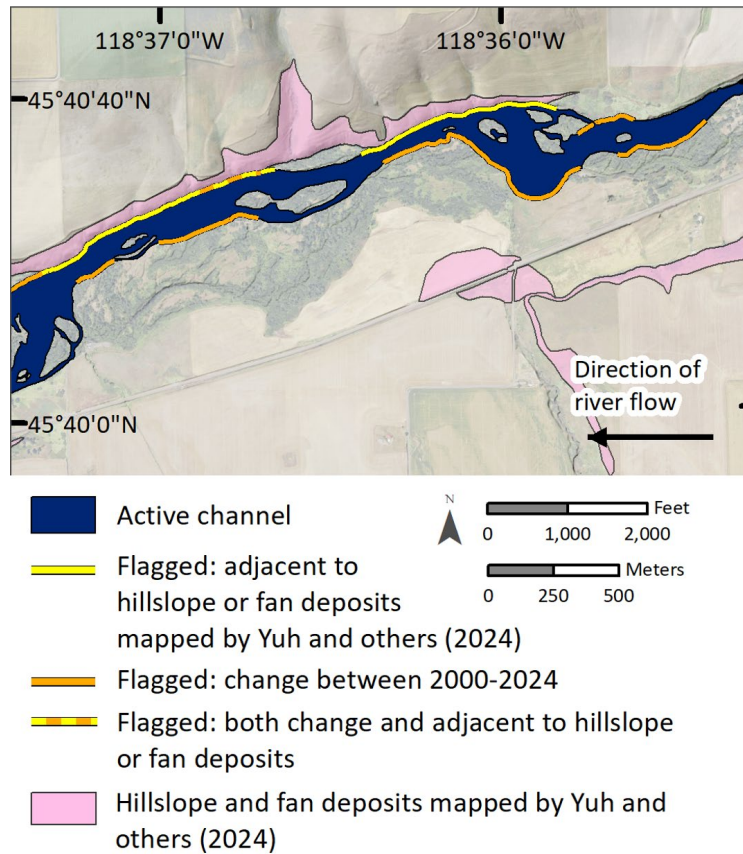 118°37'0"W
118°36'0"W
45°40'40"N
45°40'0"N
Direction of
river flow
Active channel
Flagged: adjacent to
hillslope or fan deposits
mapped by Yuh and others (2024)
Flagged: change between 2000-2024
Flagged: both change and adjacent to hillslope
or fan deposits
Hillslope and fan deposits mapped by Yuh and
others (2024)
N
Feet
0 1,000 2,000
Meters
0 250 500